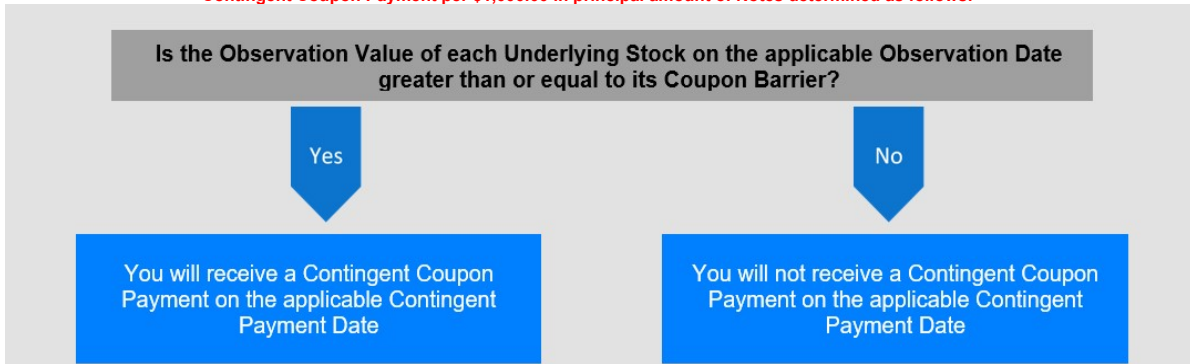 Is the Observation Value of each Underlying Stock on the applicable Observation Date
greater than or equal to its Coupon Barrier?
Yes
No
You will receive a Contingent Coupon
Payment on the applicable Contingent
Payment Date
You will not receive a Contingent Coupon
Payment on the applicable Contingent
Payment Date